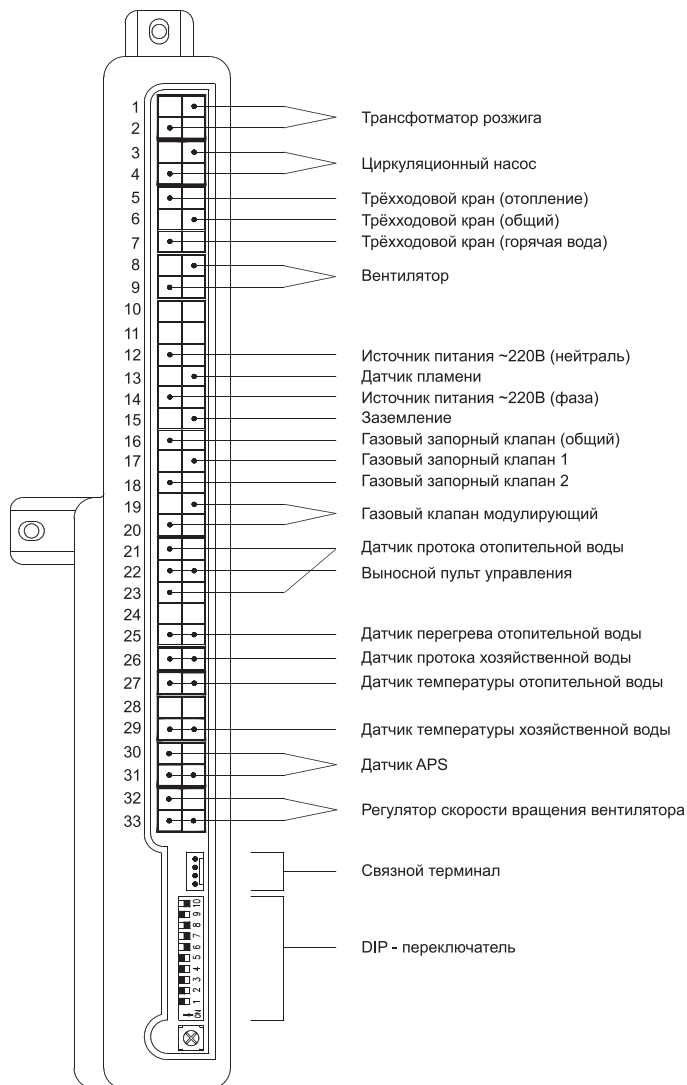 1
2
Трансфотматор розжига
3
4
Циркуляционный насос
5
Трёхходовой кран (отопление)
6
Трёхходовой кран (общий)
7
Трёхходовой кран (горячая вода)
8
9
Вентилятор
10
11
12
Источник питания ~220В (нейтраль)
13
Датчик пламени
14
Источник питания ~220В (фаза)
15
Заземление
16
Газовый запорный клапан (общий)
17
Газовый запорный клапан 1
18
Газовый запорный клапан 2
19
20
Газовый клапан модулирующий
21
Датчик протока отопительной воды
22
Выносной пульт управления
23
24
25
Датчик перегрева отопительной воды
26
Датчик протока хозяйственной воды
27
Датчик температуры отопительной воды
28
29
Датчик температуры хозяйственной воды
30
31
Датчик APS
32
33
Регулятор скорости вращения вентилятора
Связной терминал
DIP - переключатель
10
9
8
7
6
5
4
3
2
1
ON